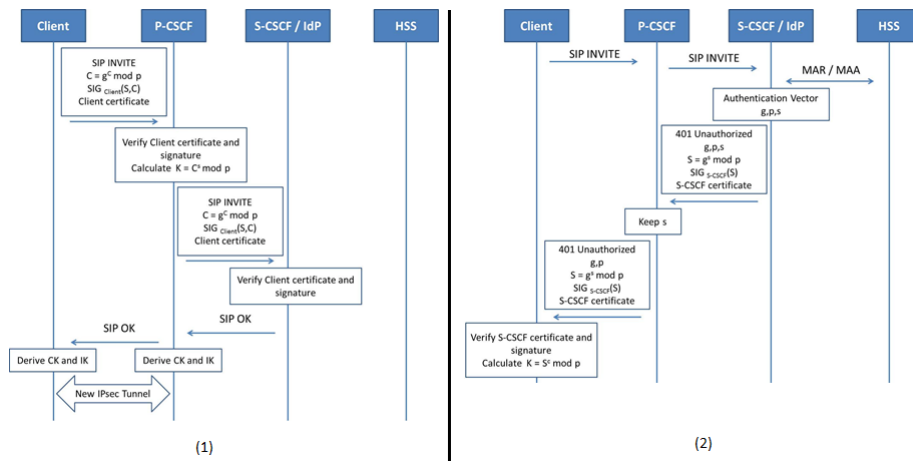 Client
P-CSCF
S-CSCF / IdP
HSS
SIP INVITE
C = g^c mod p
SIG Client(S,C)
Client certificate
Verify Client certificate and
signature
Calculate K = C^s mod p
SIP INVITE
C = g^c mod p
SIG Client(S,C)
Client certificate
Verify Client certificate and
signature
SIP OK
SIP OK
Derive CK and IK
Derive CK and IK
New IPsec Tunnel
(1)
Client
P-CSCF
S-CSCF / IdP
HSS
SIP INVITE
SIP INVITE
MAR / MAA
Authentication Vector
g,p,s
401 Unauthorized
g,p,s
S = g^s mod p
SIG S-CSCF(S)
S-CSCF certificate
Keep s
401 Unauthorized
g,p
S = g^s mod p
SIG S-CSCF(S)
S-CSCF certificate
Verify S-CSCF certificate and
signature
Calculate K = S^c mod p
(2)